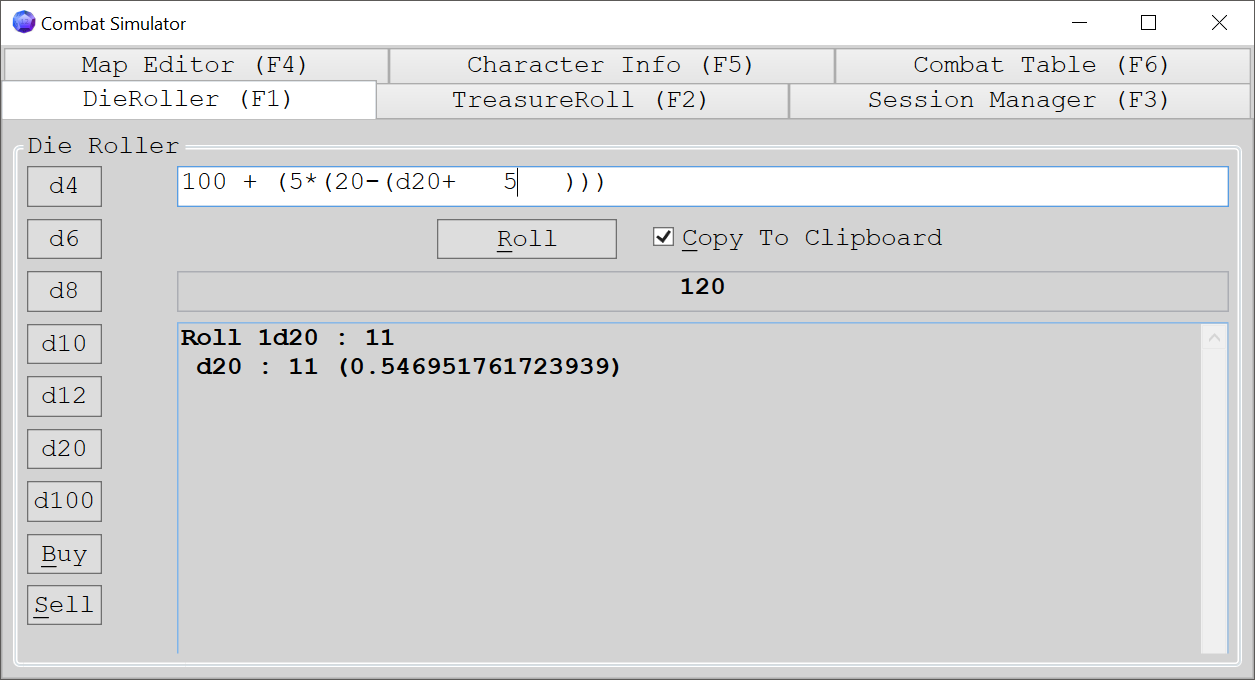 Combat Simulator
Map Editor (F4) Character Info (F5) Combat Table (F6)
DieRoller (F1) TreasureRoll (F2) Session Manager (F3)
Die Roller
d4 100 + (5*(20-(d20+   5   )))
d6 Roll Copy To Clipboard
d8 120
Roll 1d20 : 11
d10 d20 : 11 (0.546951761723939)
d12
d20
d100
Buy
Sell